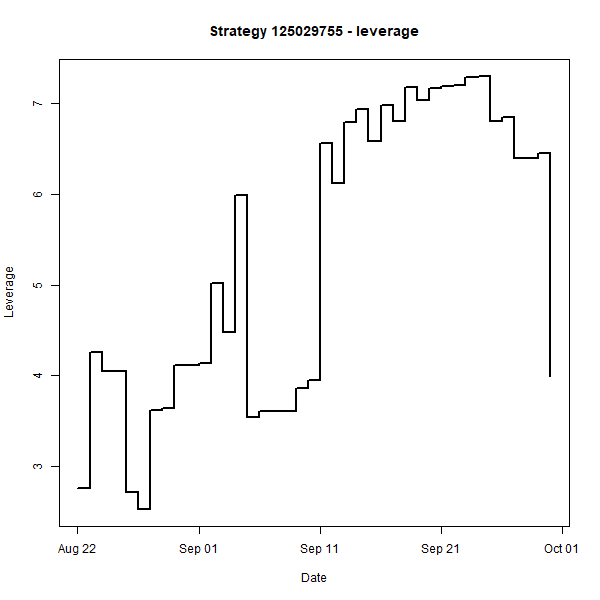 Strategy 125029755 - leverage
7
6
5
4
3
Leverage
Aug 22
Sep 01
Sep 11
Sep 21
Oct 01
Date